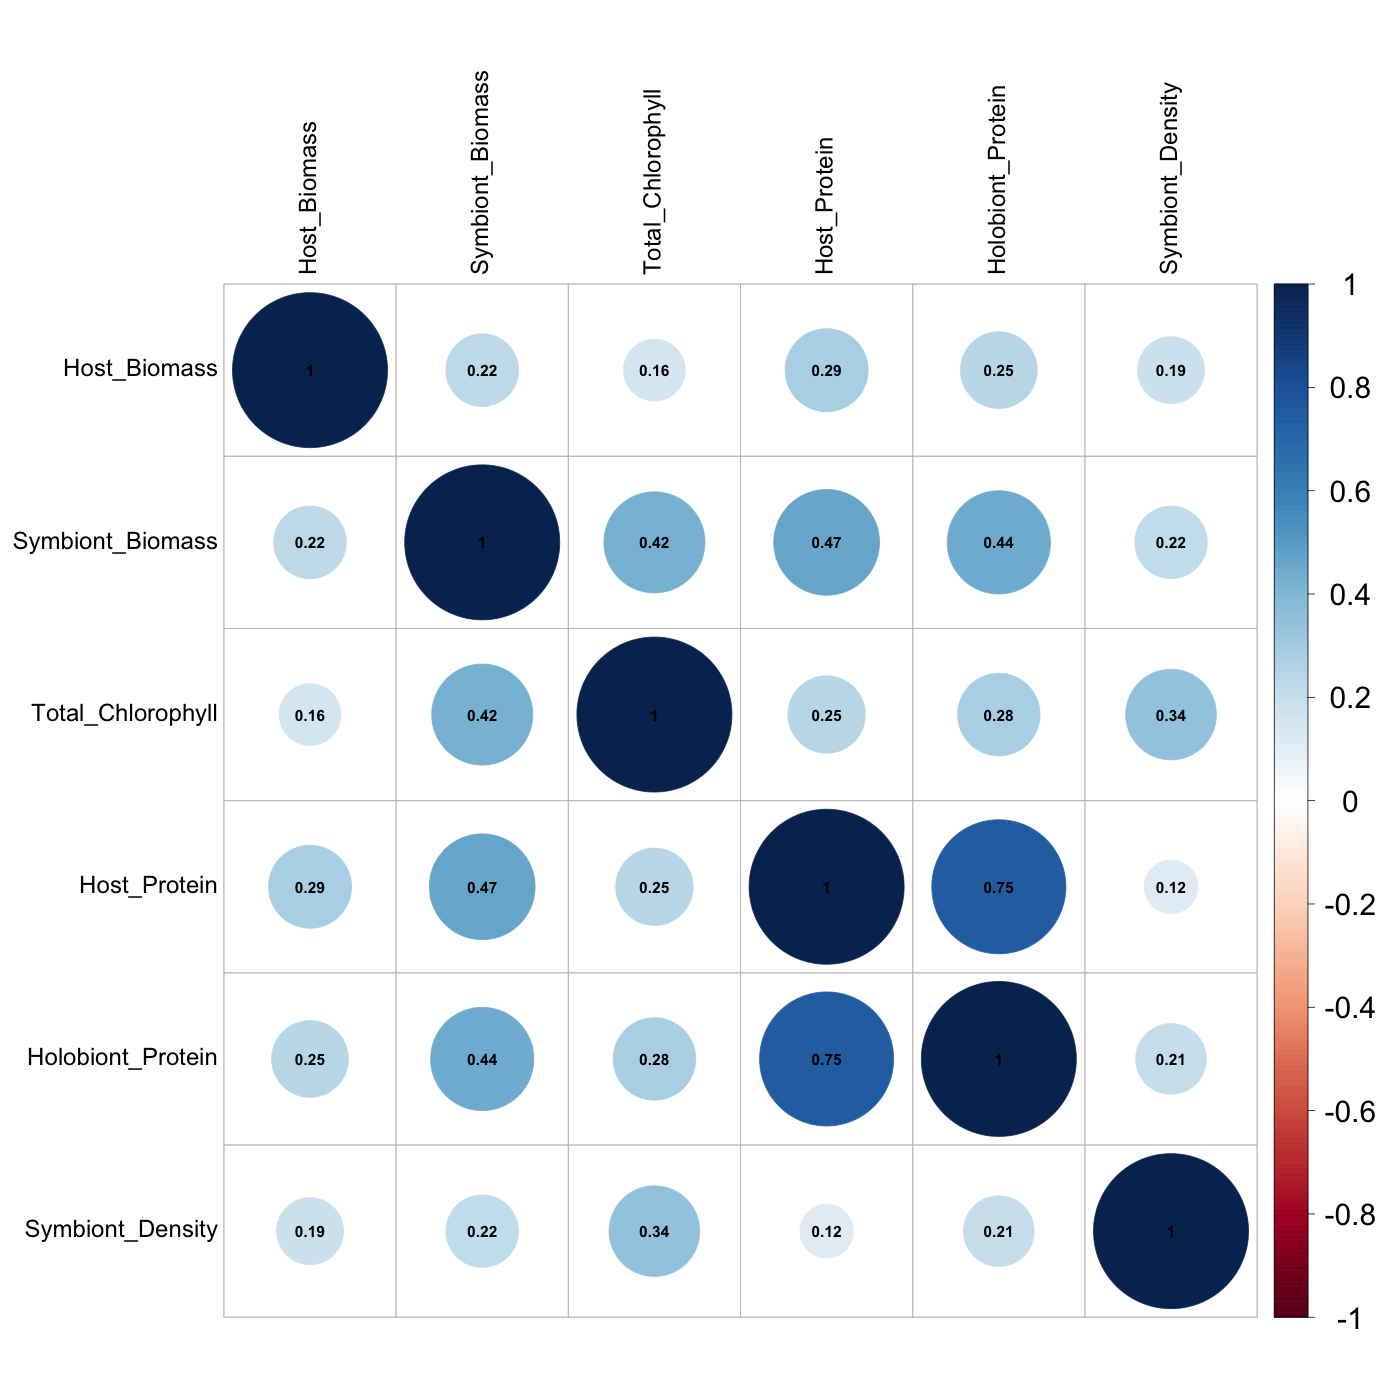 Host_Biomass
Symbiont_Biomass
Total_Chlorophyll
Host_Protein
Holobiont_Protein
Symbiont_Density
Host_Biomass 1 0.22 0.16 0.29 0.25 0.19
Symbiont_Biomass 0.22 1 0.42 0.47 0.44 0.22
Total_Chlorophyll 0.16 0.42 1 0.25 0.28 0.34
Host_Protein 0.29 0.47 0.25 1 0.75 0.12
Holobiont_Protein 0.25 0.44 0.28 0.75 1 0.21
Symbiont_Density 0.19 0.22 0.34 0.12 0.21 1
1
0.8
0.6
0.4
0.2
0
-0.2
-0.4
-0.6
-0.8
-1